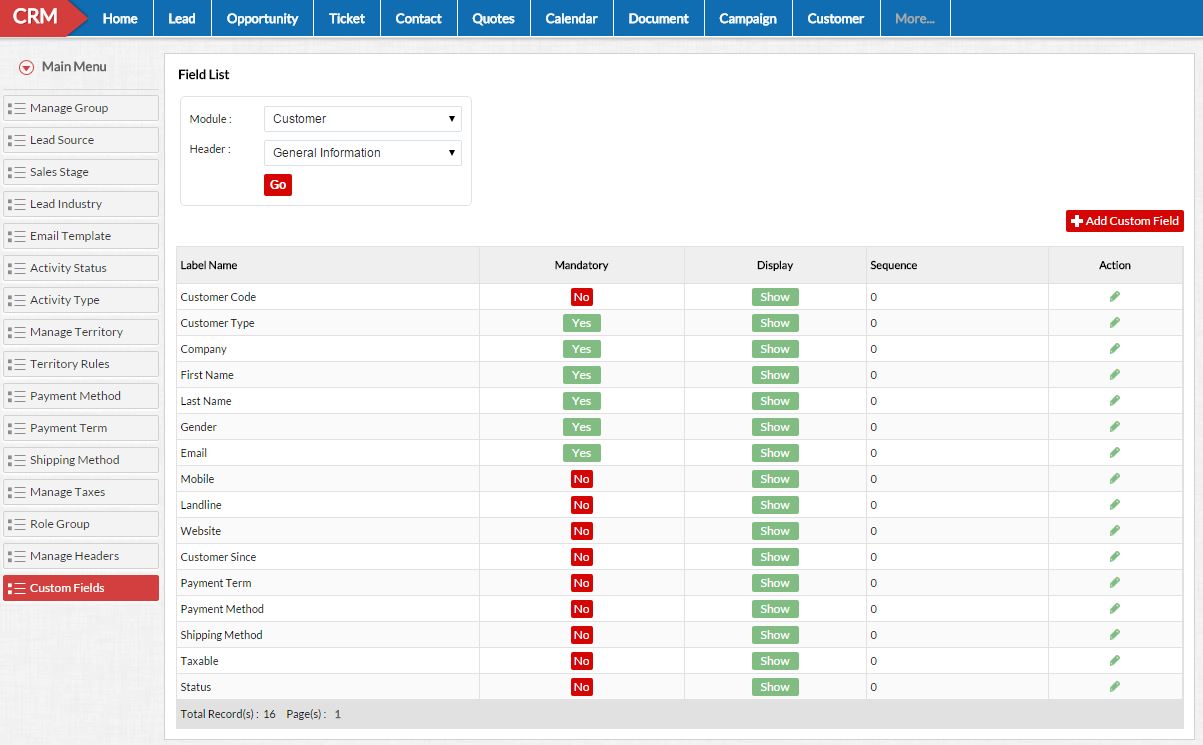 CRM Home Lead Opportunity Ticket Contact Quotes Calendar Document Campaign Customer More...
Main Menu
Manage Group
Lead Source
Sales Stage
Lead Industry
Email Template
Activity Status
Activity Type
Manage Territory
Territory Rules
Payment Method
Payment Term
Shipping Method
Manage Taxes
Role Group
Manage Headers
Custom Fields
Field List
Module : Customer
Header : General Information
Go
Add Custom Field
Label Name Mandatory Display Sequence Action
Customer Code No Show 0
Customer Type Yes Show 0
Company Yes Show 0
First Name Yes Show 0
Last Name Yes Show 0
Gender Yes Show 0
Email Yes Show 0
Mobile No Show 0
Landline No Show 0
Website No Show 0
Customer Since No Show 0
Payment Term No Show 0
Payment Method No Show 0
Shipping Method No Show 0
Taxable No Show 0
Status No Show 0
Total Record(s) : 16 Page(s) : 1